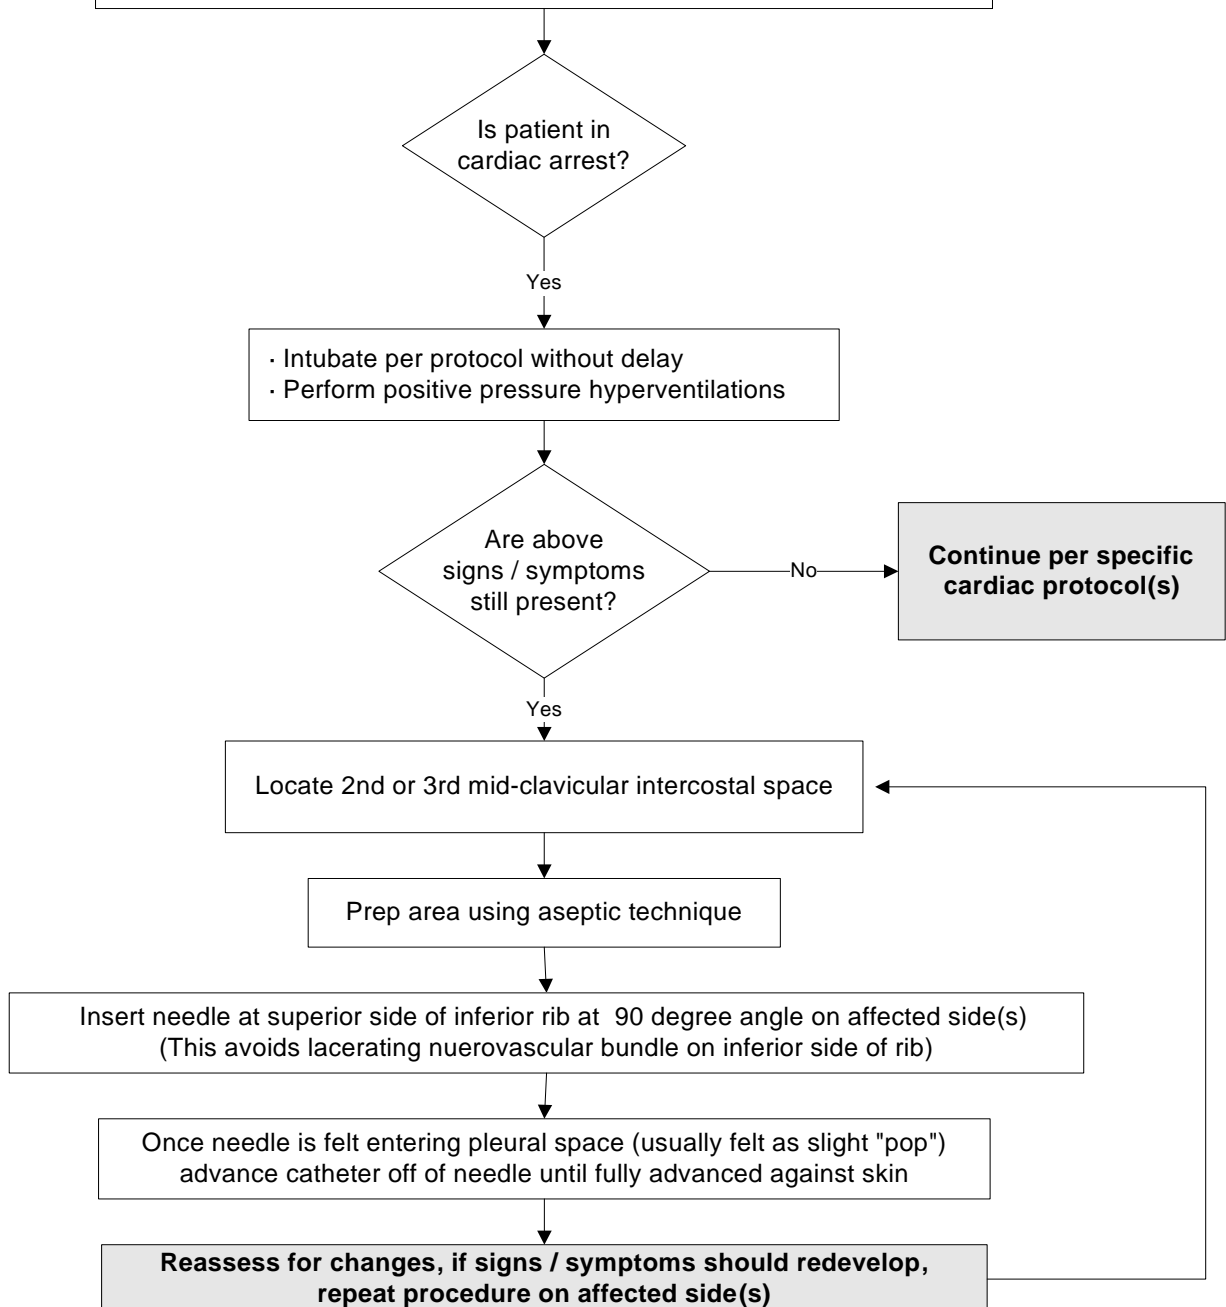 Is patient in
cardiac arrest?
Yes
· Intubate per protocol without delay
· Perform positive pressure hyperventilations
Are above
signs / symptoms
still present?
No
Continue per specific
cardiac protocol(s)
Yes
Locate 2nd or 3rd mid-clavicular intercostal space
Prep area using aseptic technique
Insert needle at superior side of inferior rib at  90 degree angle on affected side(s)
(This avoids lacerating nuerovascular bundle on inferior side of rib)
Once needle is felt entering pleural space (usually felt as slight "pop")
advance catheter off of needle until fully advanced against skin
Reassess for changes, if signs / symptoms should redevelop,
repeat procedure on affected side(s)